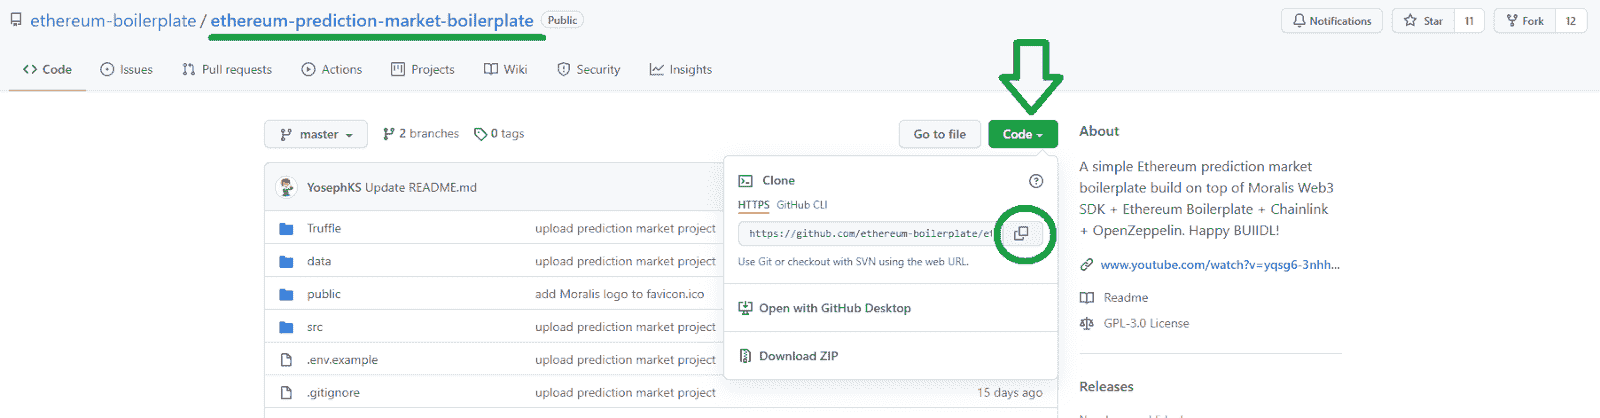 ethereum-boilerplate / ethereum-prediction-market-boilerplate Public
Notifications Star 11 Fork 12
Code Issues Pull requests Actions Projects Wiki Security Insights
master 2 branches 0 tags Go to file Code
YosephKS Update README.md
Truffle upload prediction market project
data upload prediction market project
public add Moralis logo to favicon.ico
src upload prediction market project
.env.example upload prediction market project
.gitignore upload prediction market project 15 days ago
Clone
HTTPS GitHub CLI
https://github.com/ethereum-boilerplate/et
Use Git or checkout with SVN using the web URL.
Open with GitHub Desktop
Download ZIP
About
A simple Ethereum prediction market
boilerplate build on top of Moralis Web3
SDK + Ethereum Boilerplate + Chainlink
+ OpenZeppelin. Happy BUIIDL!
www.youtube.com/watch?v=yqsg6-3nhh...
Readme
GPL-3.0 License
Releases